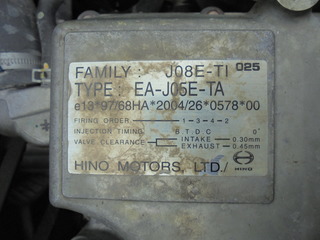 FAMILY : J08E-TI 025
TYPE : EA-J05E-TA
e13*97/68HA*2004/26*0578*00
FIRING ORDER 1-3-4-2
INJECTION TIMING B T D C 0°
VALVE CLEARANCE INTAKE 0.30mm
EXHAUST 0.45mm
HINO MOTORS, LTD.
HINO